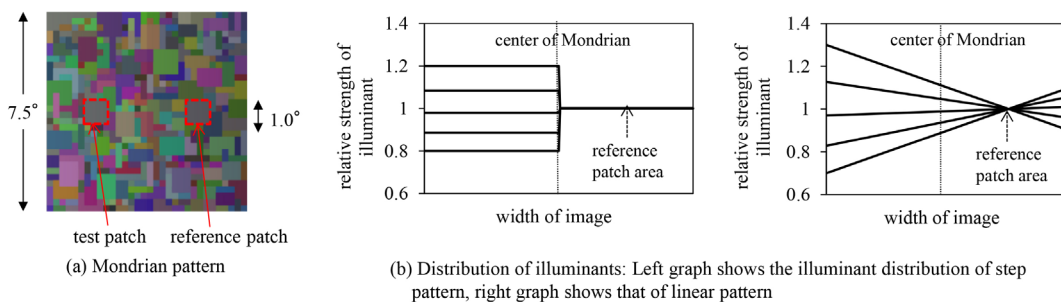 7.5°
1.0°
test patch
reference patch
(a) Mondrian pattern
(b)
relative strength of
illuminant
1.4
1.2
1
0.8
0.6
center of Mondrian
reference
patch area
width of image
relative strength of
illuminant
1.4
1.2
1
0.8
0.6
center of Mondrian
reference
patch area
width of image
(b) Distribution of illuminants: Left graph shows the illuminant distribution of step
pattern, right graph shows that of linear pattern